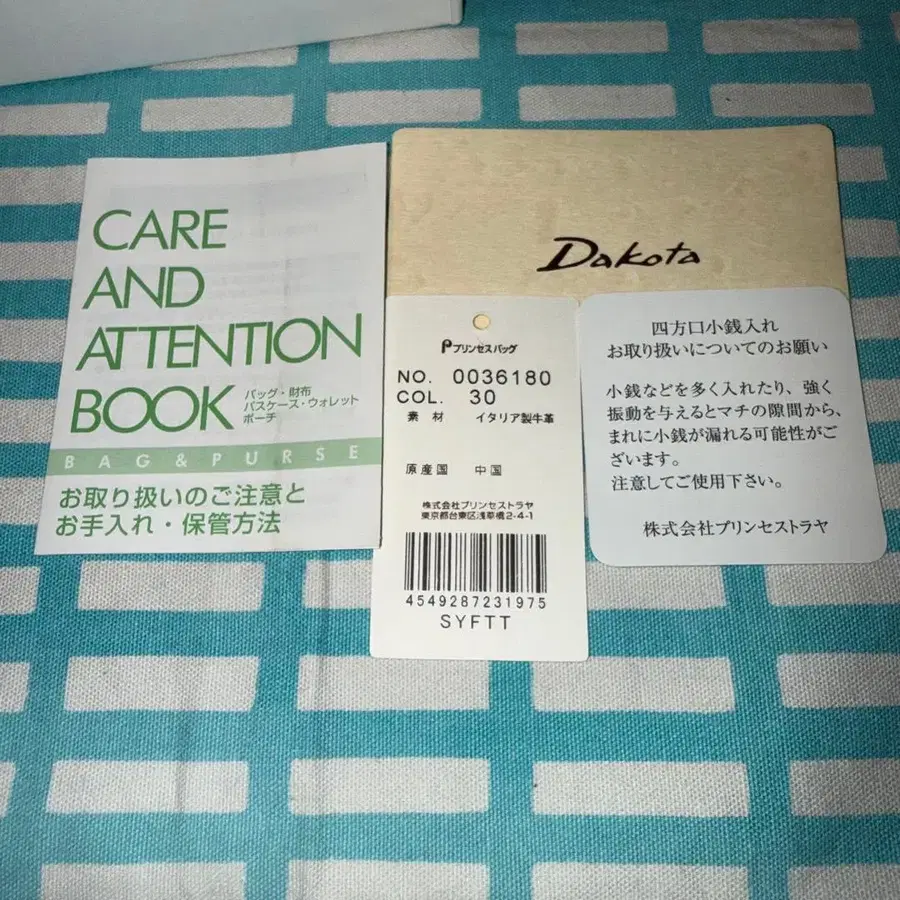 CARE
AND
ATTENTION
BOOK
バッグ・財布
パスケース・ウォレット
ポーチ
BAG & PURSE
お取り扱いのご注意と
お手入れ・保管方法
Dakota
プリンセスバッグ
NO. 0036180
COL. 30
素材 イタリア製牛革
原産国 中国
株式会社プリンセストラヤ
東京都台東区浅草橋2-4-1
4549287231975
SYFTT
四方口小銭入れ
お取り扱いについてのお願い
小銭などを多く入れたり、強く
振動を与えるとマチの隙間から、
まれに小銭が漏れる可能性がご
ざいます。
注意してご使用下さい。
株式会社プリンセストラヤ